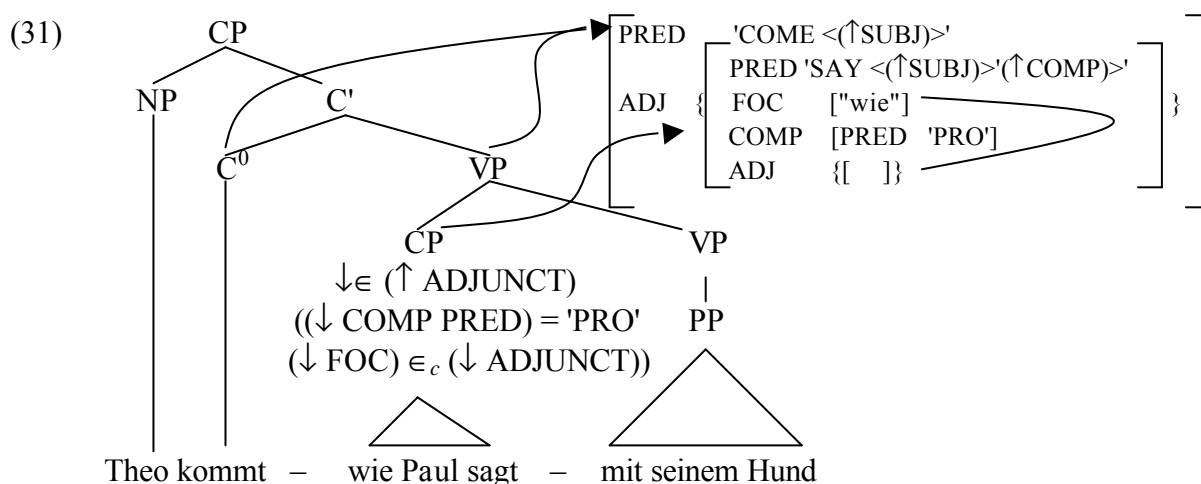 (31)
CP
NP C'
C⁰ VP
CP VP
↓∈ (↑ ADJUNCT)
((↓ COMP PRED) = 'PRO' PP
(↓ FOC) ∈c (↓ ADJUNCT))
Theo kommt – wie Paul sagt – mit seinem Hund
PRED 'COME <(↑SUBJ)>'
PRED 'SAY <(↑SUBJ)>'(↑COMP)>'
ADJ { FOC ["wie"] }
COMP [PRED 'PRO']
ADJ {[ ]}